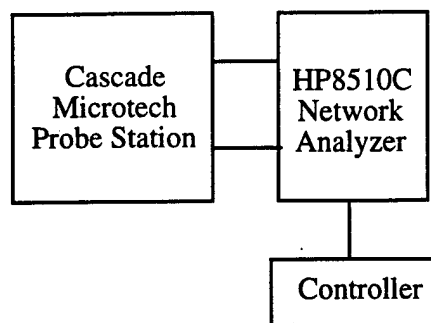 Cascade
Microtech
Probe Station
HP8510C
Network
Analyzer
Controller